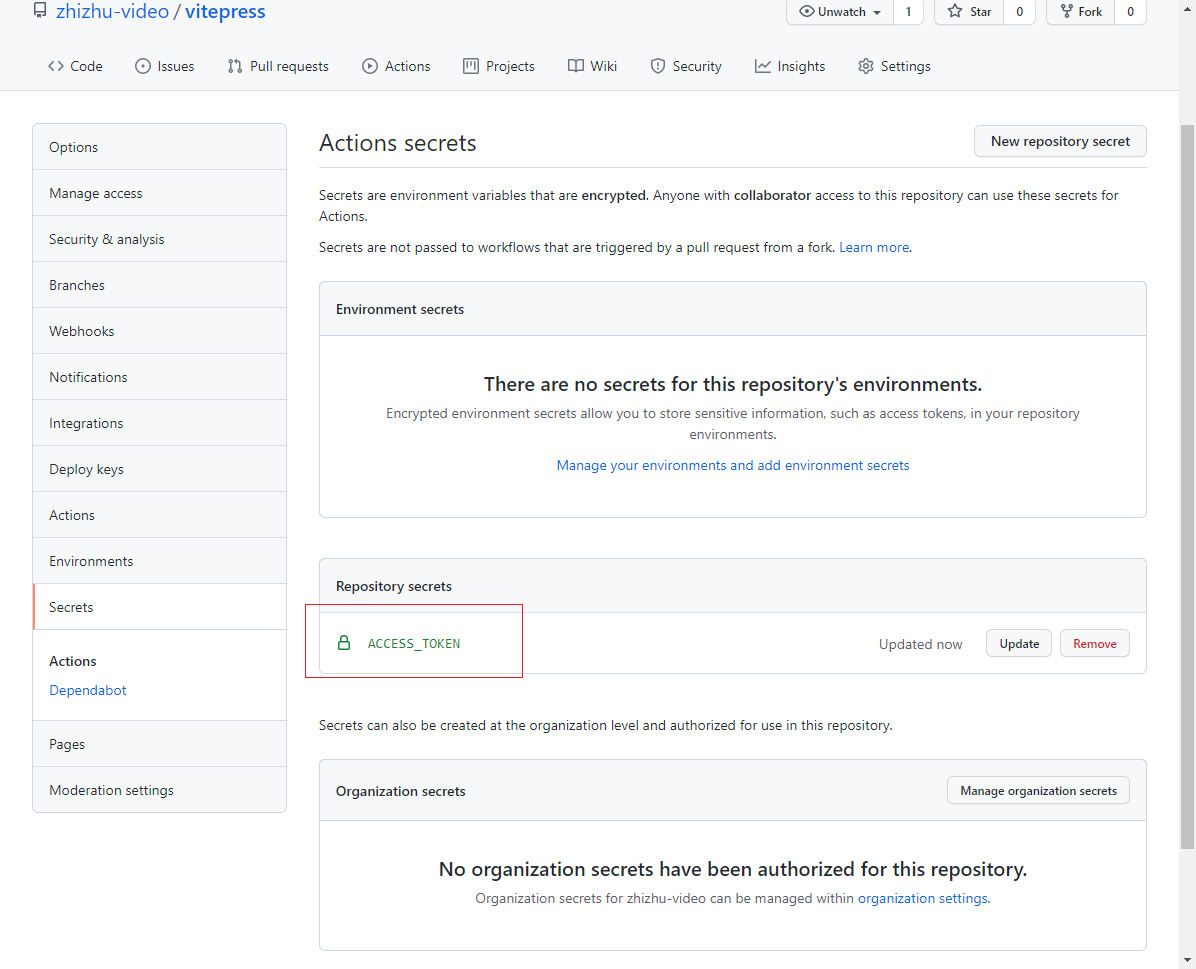 zhizhu-video / vitepress
Unwatch 1 Star 0 Fork 0
Code Issues Pull requests Actions Projects Wiki Security Insights Settings
Options
Manage access
Security & analysis
Branches
Webhooks
Notifications
Integrations
Deploy keys
Actions
Environments
Secrets
Actions
Dependabot
Pages
Moderation settings
Actions secrets
New repository secret
Secrets are environment variables that are encrypted. Anyone with collaborator access to this repository can use these secrets for
Actions.
Secrets are not passed to workflows that are triggered by a pull request from a fork. Learn more.
Environment secrets
There are no secrets for this repository's environments.
Encrypted environment secrets allow you to store sensitive information, such as access tokens, in your repository
environments.
Manage your environments and add environment secrets
Repository secrets
ACCESS_TOKEN Updated now Update Remove
Secrets can also be created at the organization level and authorized for use in this repository.
Organization secrets
Manage organization secrets
No organization secrets have been authorized for this repository.
Organization secrets for zhizhu-video can be managed within organization settings.